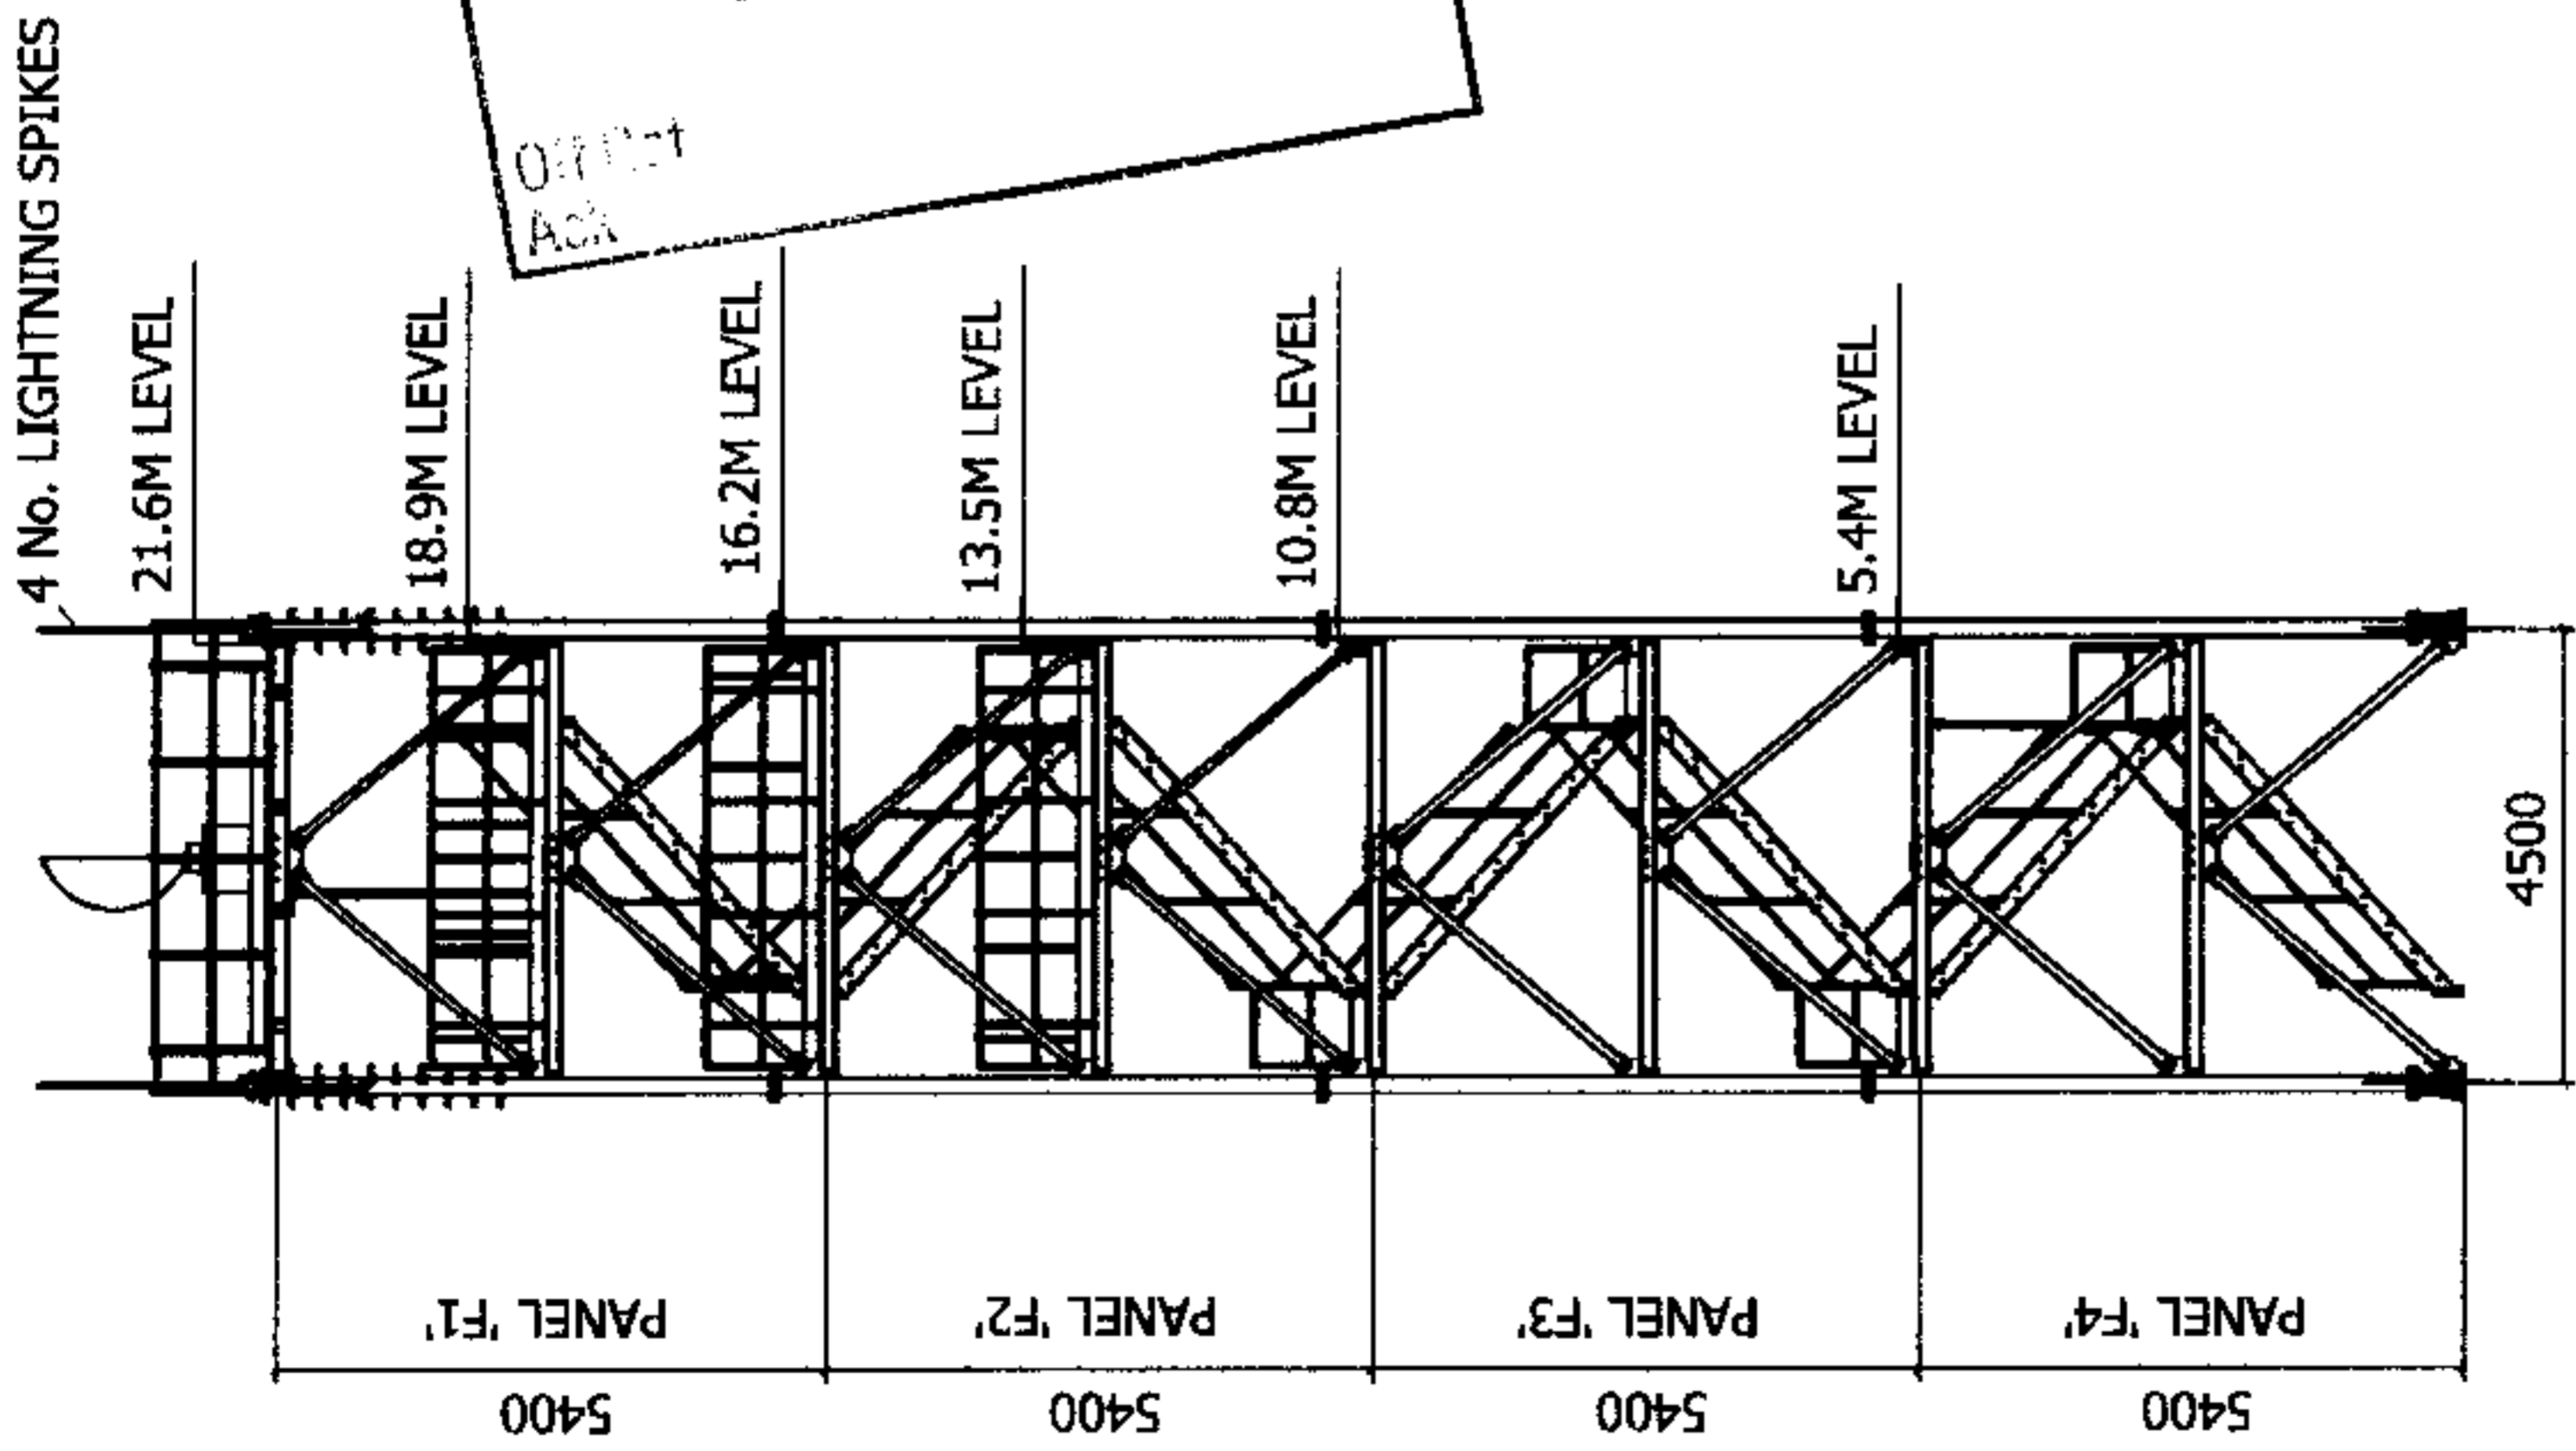 4 No. LIGHTNING SPIKES
21.6M LEVEL
18.9M LEVEL
16.2M LEVEL
13.5M LEVEL
10.8M LEVEL
5.4M LEVEL
PANEL 'F1'
PANEL 'F2'
PANEL 'F3'
PANEL 'F4'
5400
5400
5400
5400
4500